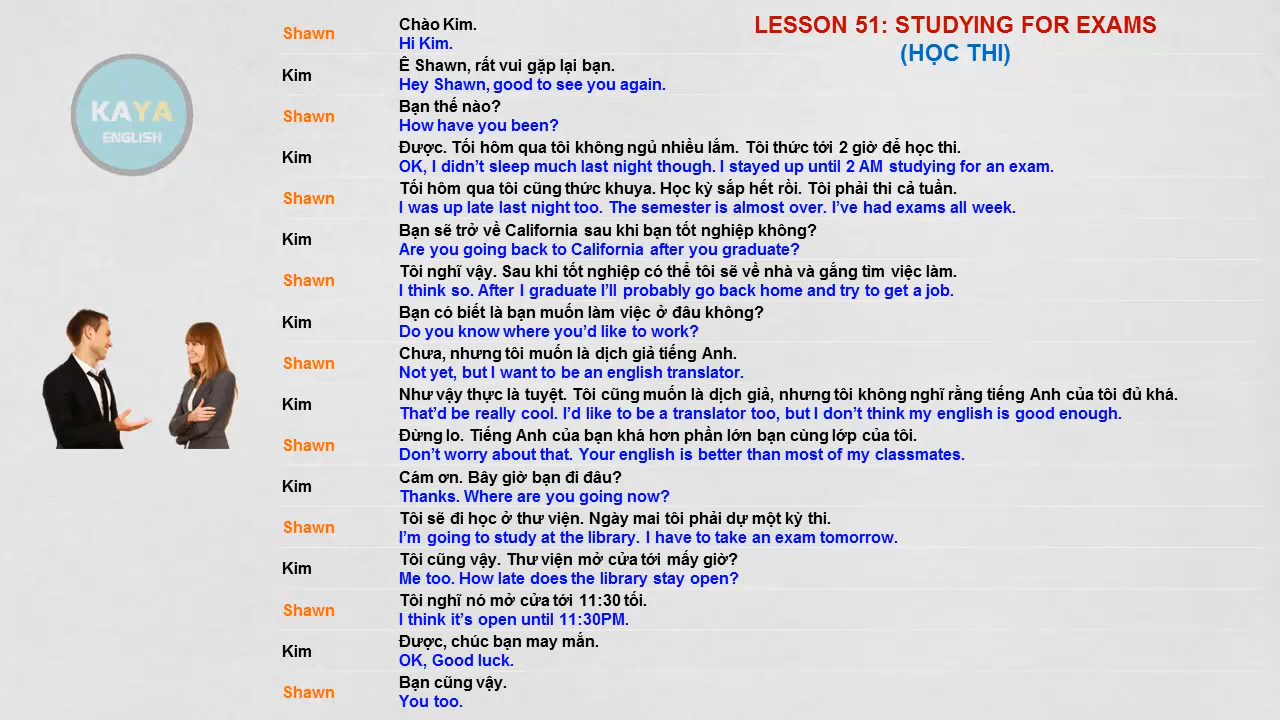 LESSON 51: STUDYING FOR EXAMS
(HỌC THI)
KAYA
ENGLISH
Shawn
Chào Kim.
Hi Kim.
Kim
Ê Shawn, rất vui gặp lại bạn.
Hey Shawn, good to see you again.
Shawn
Bạn thế nào?
How have you been?
Kim
Được. Tối hôm qua tôi không ngủ nhiều lắm. Tôi thức tới 2 giờ để học thi.
OK, I didn’t sleep much last night though. I stayed up until 2 AM studying for an exam.
Shawn
Tối hôm qua tôi cũng thức khuya. Học kỳ sắp hết rồi. Tôi phải thi cả tuần.
I was up late last night too. The semester is almost over. I’ve had exams all week.
Kim
Bạn sẽ trở về California sau khi bạn tốt nghiệp không?
Are you going back to California after you graduate?
Shawn
Tôi nghĩ vậy. Sau khi tốt nghiệp có thể tôi sẽ về nhà và gắng tìm việc làm.
I think so. After I graduate I’ll probably go back home and try to get a job.
Kim
Bạn có biết là bạn muốn làm việc ở đâu không?
Do you know where you’d like to work?
Shawn
Chưa, nhưng tôi muốn là dịch giả tiếng Anh.
Not yet, but I want to be an english translator.
Kim
Như vậy thực là tuyệt. Tôi cũng muốn là dịch giả, nhưng tôi không nghĩ rằng tiếng Anh của tôi đủ khá.
That’d be really cool. I’d like to be a translator too, but I don’t think my english is good enough.
Shawn
Đừng lo. Tiếng Anh của bạn khá hơn phần lớn bạn cùng lớp của tôi.
Don’t worry about that. Your english is better than most of my classmates.
Kim
Cám ơn. Bây giờ bạn đi đâu?
Thanks. Where are you going now?
Shawn
Tôi sẽ đi học ở thư viện. Ngày mai tôi phải dự một kỳ thi.
I’m going to study at the library. I have to take an exam tomorrow.
Kim
Tôi cũng vậy. Thư viện mở cửa tới mấy giờ?
Me too. How late does the library stay open?
Shawn
Tôi nghĩ nó mở cửa tới 11:30 tối.
I think it’s open until 11:30PM.
Kim
Được, chúc bạn may mắn.
OK, Good luck.
Shawn
Bạn cũng vậy.
You too.